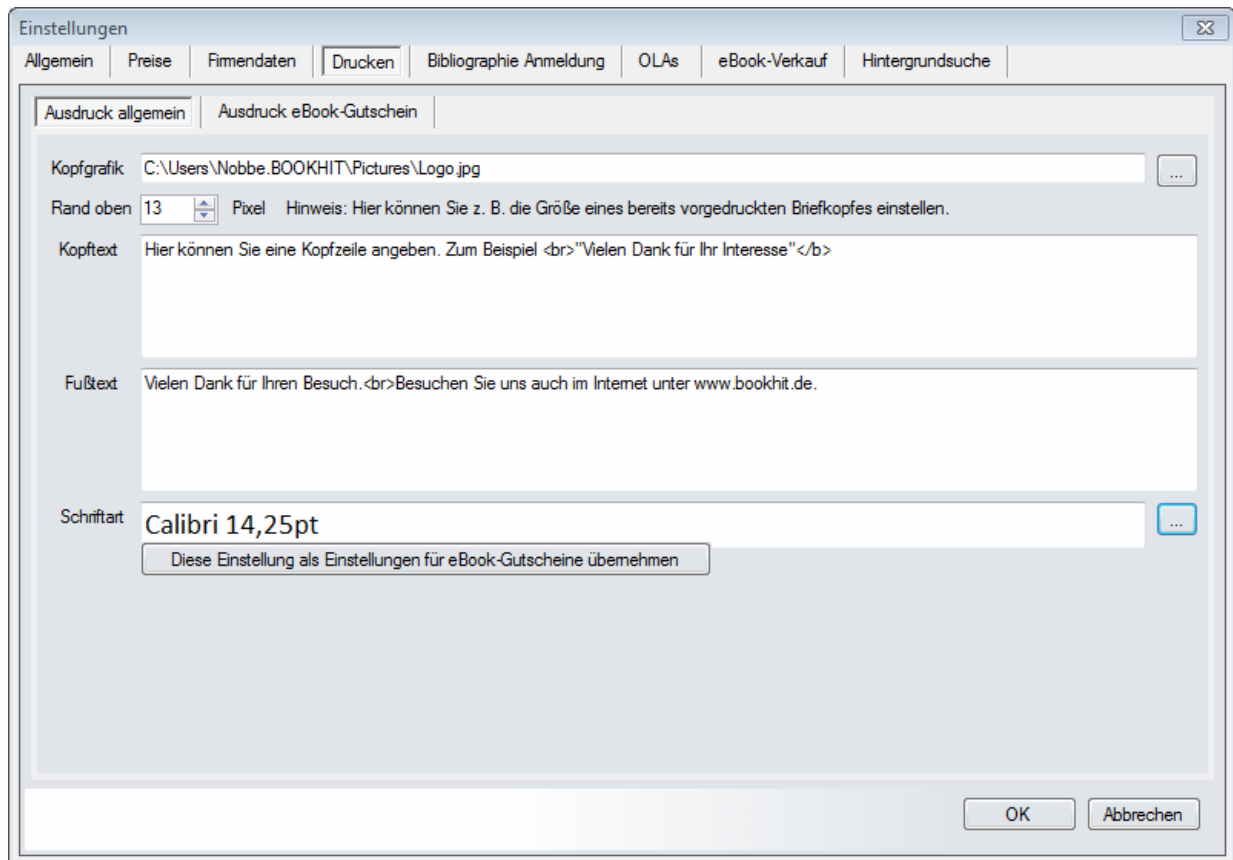 Einstellungen
Allgemein Preise Firmendaten Drucken Bibliographie Anmeldung OLAs eBook-Verkauf Hintergrundsuche
Ausdruck allgemein Ausdruck eBook-Gutschein
Kopfgrafik C:\Users\Nobbe.BOOKHIT\Pictures\Logo.jpg ...
Rand oben 13 Pixel Hinweis: Hier können Sie z. B. die Größe eines bereits vorgedruckten Briefkopfes einstellen.
Kopftext Hier können Sie eine Kopfzeile angeben. Zum Beispiel <br>"Vielen Dank für Ihr Interesse"</b>
Fußtext Vielen Dank für Ihren Besuch.<br>Besuchen Sie uns auch im Internet unter www.bookhit.de.
Schriftart Calibri 14,25pt ...
Diese Einstellung als Einstellungen für eBook-Gutscheine übernehmen
OK Abbrechen